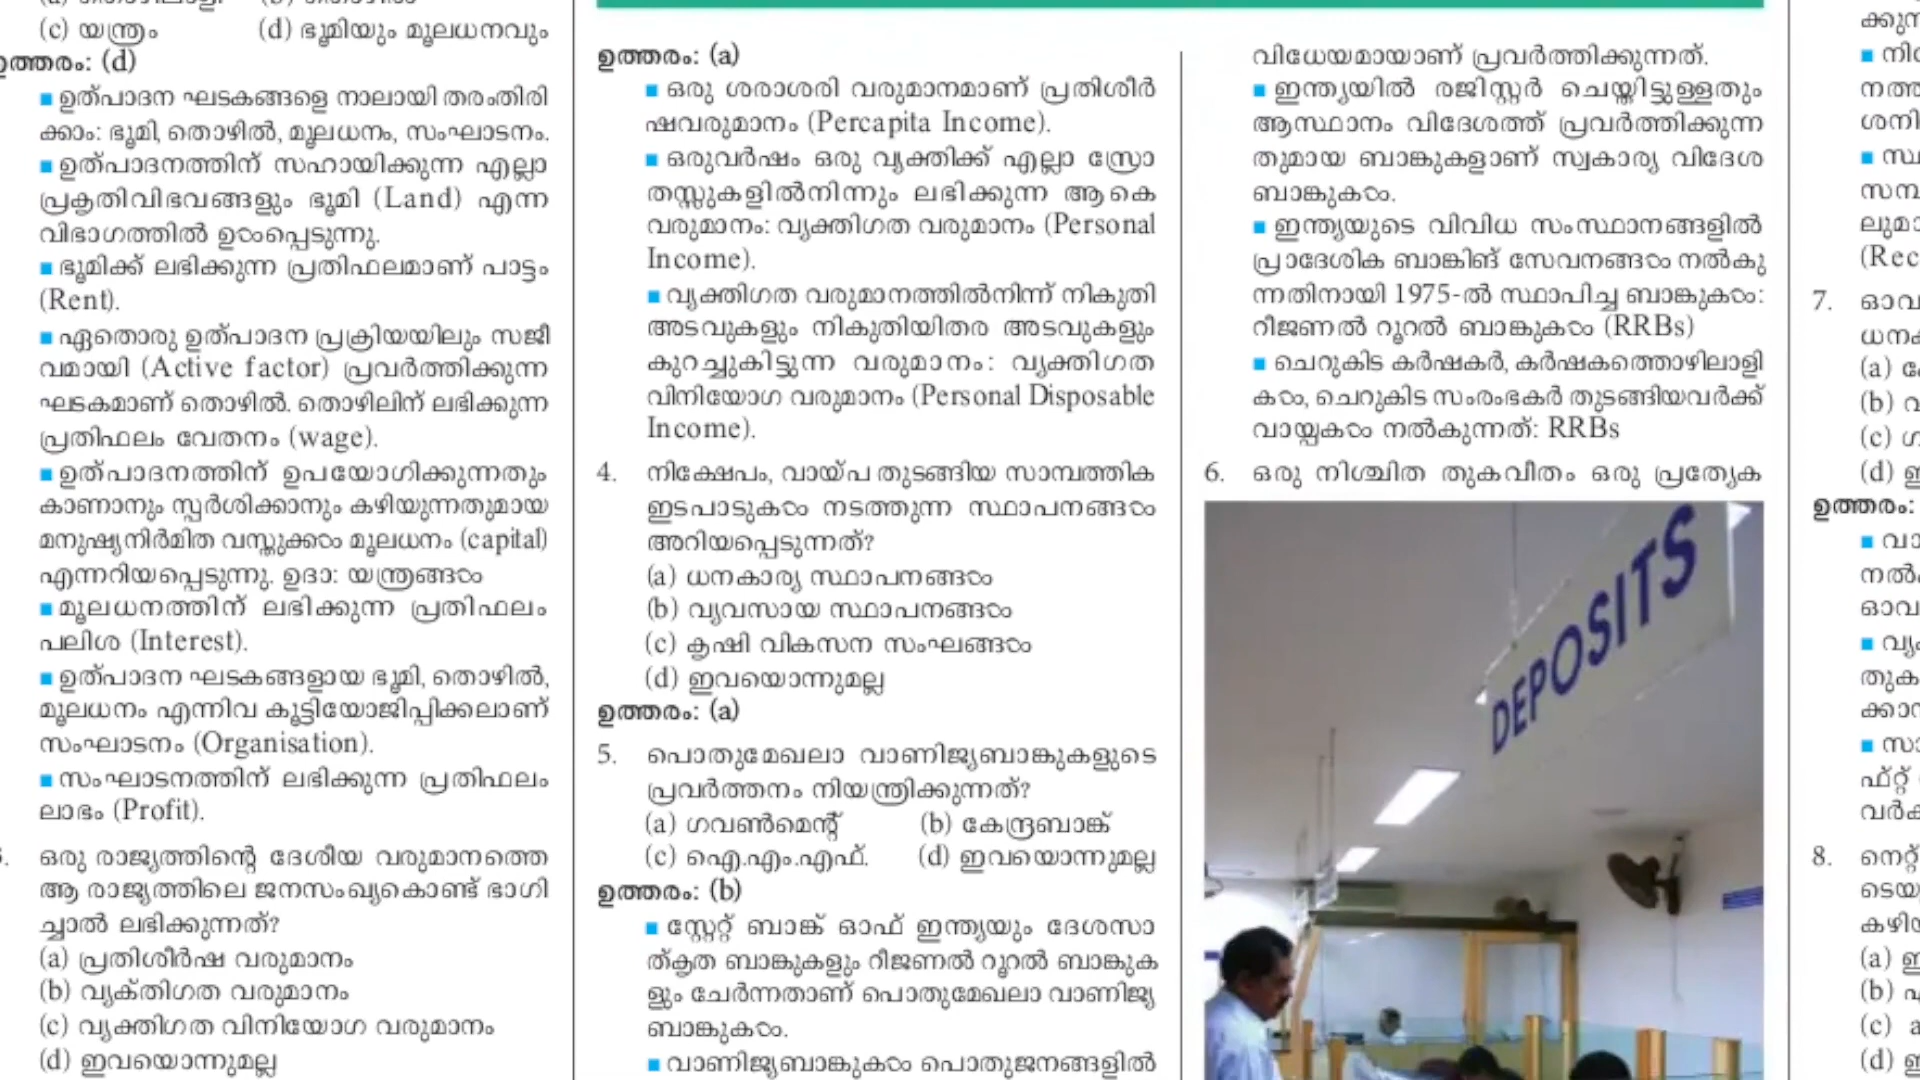 (c) യന്ത്രം (d) ഭൂമിയും മൂലധനവും
ഉത്തരം: (d)
▪ ഉത്പാദന ഘടകങ്ങളെ നാലായി തരംതിരി
ക്കാം: ഭൂമി, തൊഴിൽ, മൂലധനം, സംഘാടനം.
▪ ഉത്പാദനത്തിന് സഹായിക്കുന്ന എല്ലാ
പ്രകൃതിവിഭവങ്ങളും ഭൂമി (Land) എന്ന
വിഭാഗത്തിൽ ഉൾപ്പെടുന്നു.
▪ ഭൂമിക്ക് ലഭിക്കുന്ന പ്രതിഫലമാണ് പാട്ടം
(Rent).
▪ ഏതൊരു ഉത്പാദന പ്രക്രിയയിലും സജീ
വമായി (Active factor) പ്രവർത്തിക്കുന്ന
ഘടകമാണ് തൊഴിൽ. തൊഴിലിന് ലഭിക്കുന്ന
പ്രതിഫലം വേതനം (wage).
▪ ഉത്പാദനത്തിന് ഉപയോഗിക്കുന്നതും
കാണാനും സ്പർശിക്കാനും കഴിയുന്നതുമായ
മനുഷ്യനിർമിത വസ്തുക്കൾ മൂലധനം (capital)
എന്നറിയപ്പെടുന്നു. ഉദാ: യന്ത്രങ്ങൾ
▪ മൂലധനത്തിന് ലഭിക്കുന്ന പ്രതിഫലം
പലിശ (Interest).
▪ ഉത്പാദന ഘടകങ്ങളായ ഭൂമി, തൊഴിൽ,
മൂലധനം എന്നിവ കൂട്ടിയോജിപ്പിക്കലാണ്
സംഘാടനം (Organisation).
▪ സംഘാടനത്തിന് ലഭിക്കുന്ന പ്രതിഫലം
ലാഭം (Profit).
ഒരു രാജ്യത്തിന്റെ ദേശീയ വരുമാനത്തെ
ആ രാജ്യത്തിലെ ജനസംഖ്യകൊണ്ട് ഭാഗി
ച്ചാൽ ലഭിക്കുന്നത്?
(a) പ്രതിശീർഷ വരുമാനം
(b) വ്യക്തിഗത വരുമാനം
(c) വ്യക്തിഗത വിനിയോഗ വരുമാനം
(d) ഇവയൊന്നുമല്ല
ഉത്തരം: (a)
▪ ഒരു ശരാശരി വരുമാനമാണ് പ്രതിശീർ
ഷവരുമാനം (Percapita Income).
▪ ഒരുവർഷം ഒരു വ്യക്തിക്ക് എല്ലാ സ്രോ
തസ്സുകളിൽനിന്നും ലഭിക്കുന്ന ആകെ
വരുമാനം: വ്യക്തിഗത വരുമാനം (Personal
Income).
▪ വ്യക്തിഗത വരുമാനത്തിൽനിന്ന് നികുതി
അടവുകളും നികുതിയിതര അടവുകളും
കുറച്ചുകിട്ടുന്ന വരുമാനം: വ്യക്തിഗത
വിനിയോഗ വരുമാനം (Personal Disposable
Income).
4. നിക്ഷേപം, വായ്പ തുടങ്ങിയ സാമ്പത്തിക
ഇടപാടുകൾ നടത്തുന്ന സ്ഥാപനങ്ങൾ
അറിയപ്പെടുന്നത്?
(a) ധനകാര്യ സ്ഥാപനങ്ങൾ
(b) വ്യവസായ സ്ഥാപനങ്ങൾ
(c) കൃഷി വികസന സംഘങ്ങൾ
(d) ഇവയൊന്നുമല്ല
ഉത്തരം: (a)
5. പൊതുമേഖലാ വാണിജ്യബാങ്കുകളുടെ
പ്രവർത്തനം നിയന്ത്രിക്കുന്നത്?
(a) ഗവൺമെന്റ് (b) കേന്ദ്രബാങ്ക്
(c) ഐ.എം.എഫ്. (d) ഇവയൊന്നുമല്ല
ഉത്തരം: (b)
▪ സ്റ്റേറ്റ് ബാങ്ക് ഓഫ് ഇന്ത്യയും ദേശസാ
ത്കൃത ബാങ്കുകളും റീജണൽ റൂറൽ ബാങ്കുക
ളും ചേർന്നതാണ് പൊതുമേഖലാ വാണിജ്യ
ബാങ്കുകൾ.
▪ വാണിജ്യബാങ്കുകൾ പൊതുജനങ്ങളിൽ
വിധേയമായാണ് പ്രവർത്തിക്കുന്നത്.
▪ ഇന്ത്യയിൽ രജിസ്റ്റർ ചെയ്തിട്ടുള്ളതും
ആസ്ഥാനം വിദേശത്ത് പ്രവർത്തിക്കുന്ന
തുമായ ബാങ്കുകളാണ് സ്വകാര്യ വിദേശ
ബാങ്കുകൾ.
▪ ഇന്ത്യയുടെ വിവിധ സംസ്ഥാനങ്ങളിൽ
പ്രാദേശിക ബാങ്കിങ് സേവനങ്ങൾ നൽകു
ന്നതിനായി 1975-ൽ സ്ഥാപിച്ച ബാങ്കുകൾ:
റീജണൽ റൂറൽ ബാങ്കുകൾ (RRBs)
▪ ചെറുകിട കർഷകർ, കർഷകത്തൊഴിലാളി
കൾ, ചെറുകിട സംരംഭകർ തുടങ്ങിയവർക്ക്
വായ്പകൾ നൽകുന്നത്: RRBs
6. ഒരു നിശ്ചിത തുകവീതം ഒരു പ്രത്യേക
DEPOSITS
(Rec
7.
(a)
(b)
(c)
(d)
ഉത്തരം:
8. നെറ്റ്
(a)
(b)
(c)
(d)